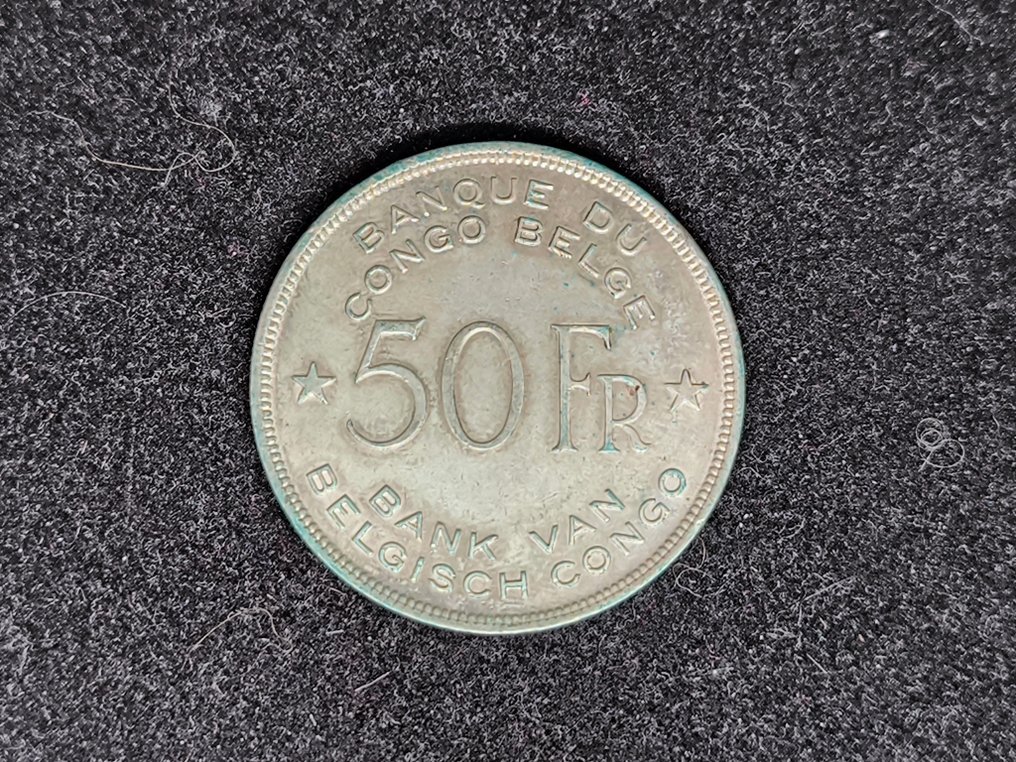 BANQUE DU
CONGO BELGE
50 FR
BANK VAN
BELGISCH CONGO